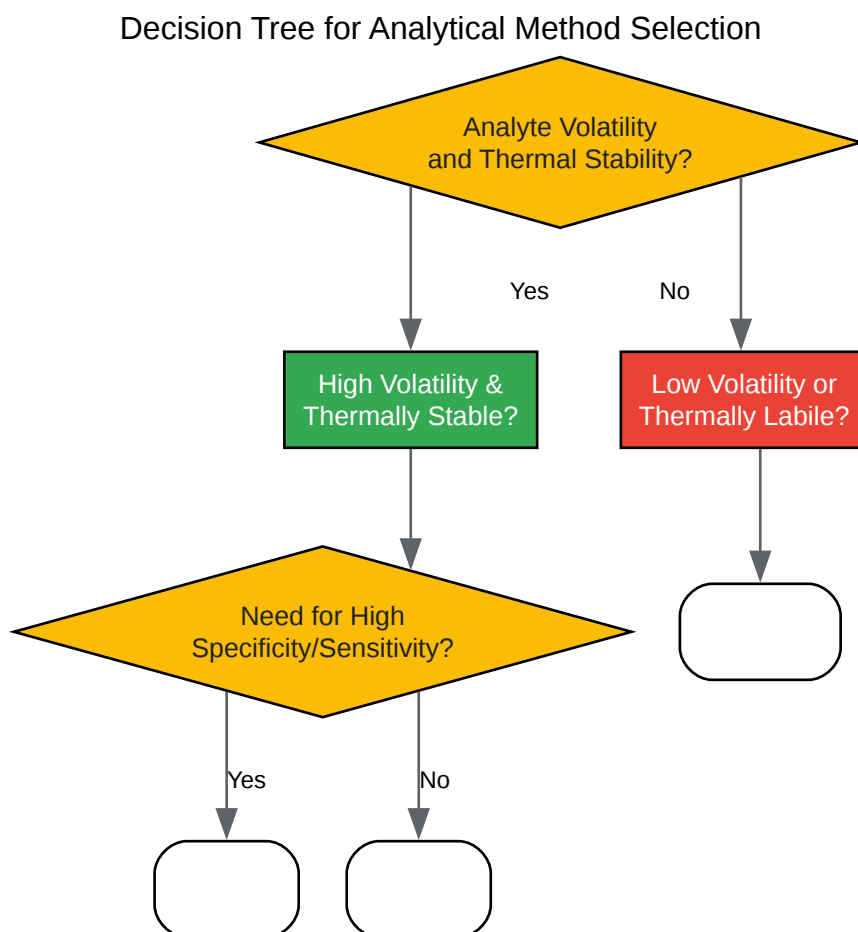 Decision Tree for Analytical Method Selection
Analyte Volatility
and Thermal Stability?
Yes
No
High Volatility &
Thermally Stable?
Low Volatility or
Thermally Labile?
Need for High
Specificity/Sensitivity?
Yes
No